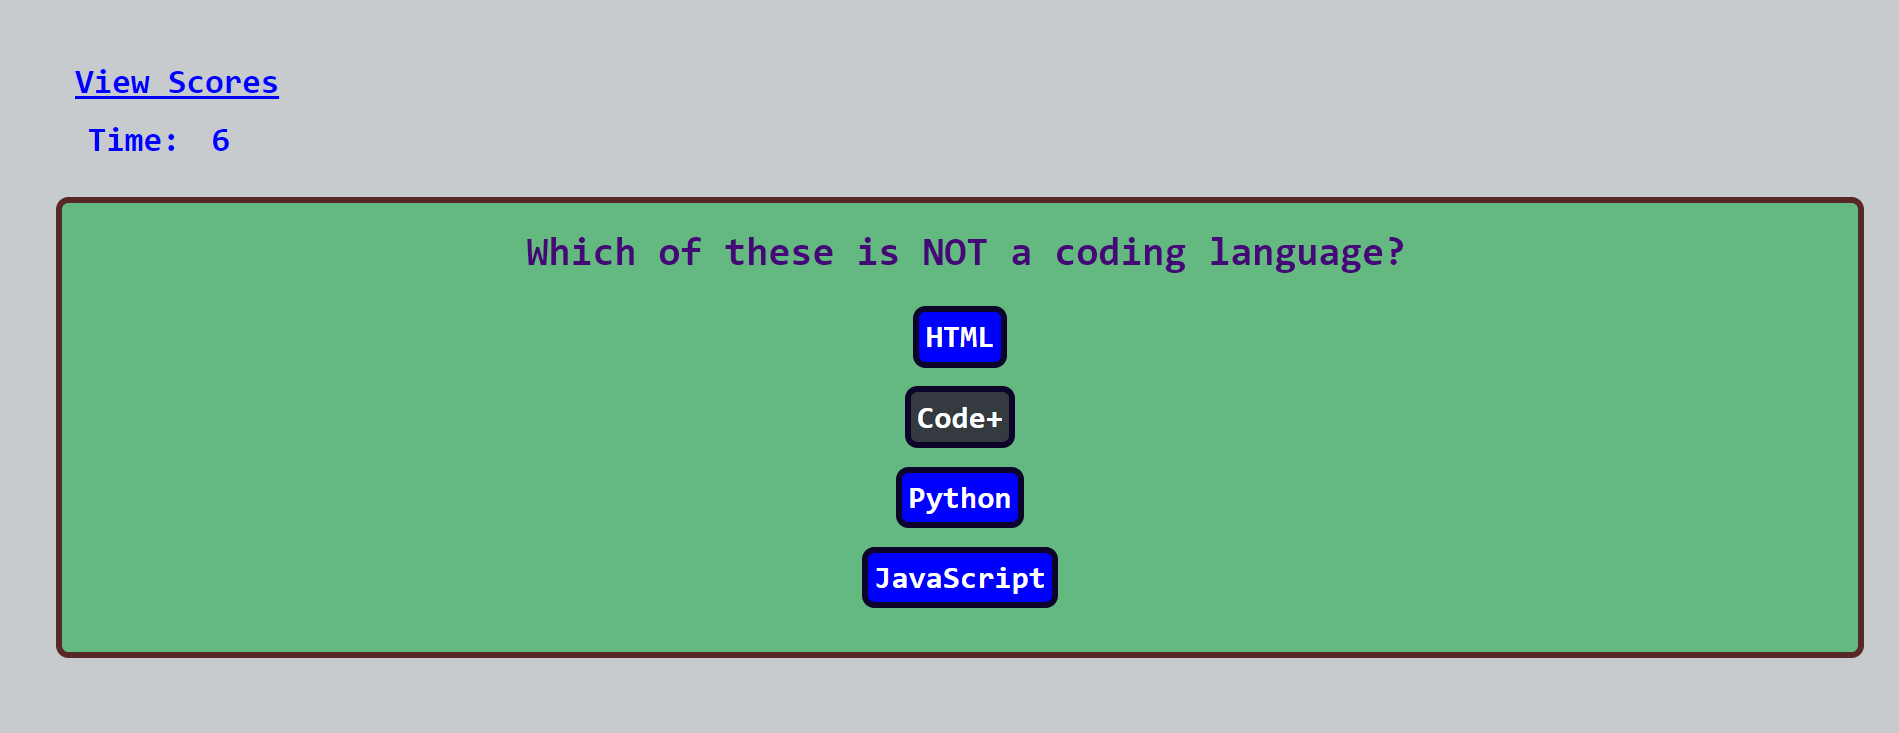 View Scores
Time: 6
Which of these is NOT a coding language?
HTML
Code+
Python
JavaScript